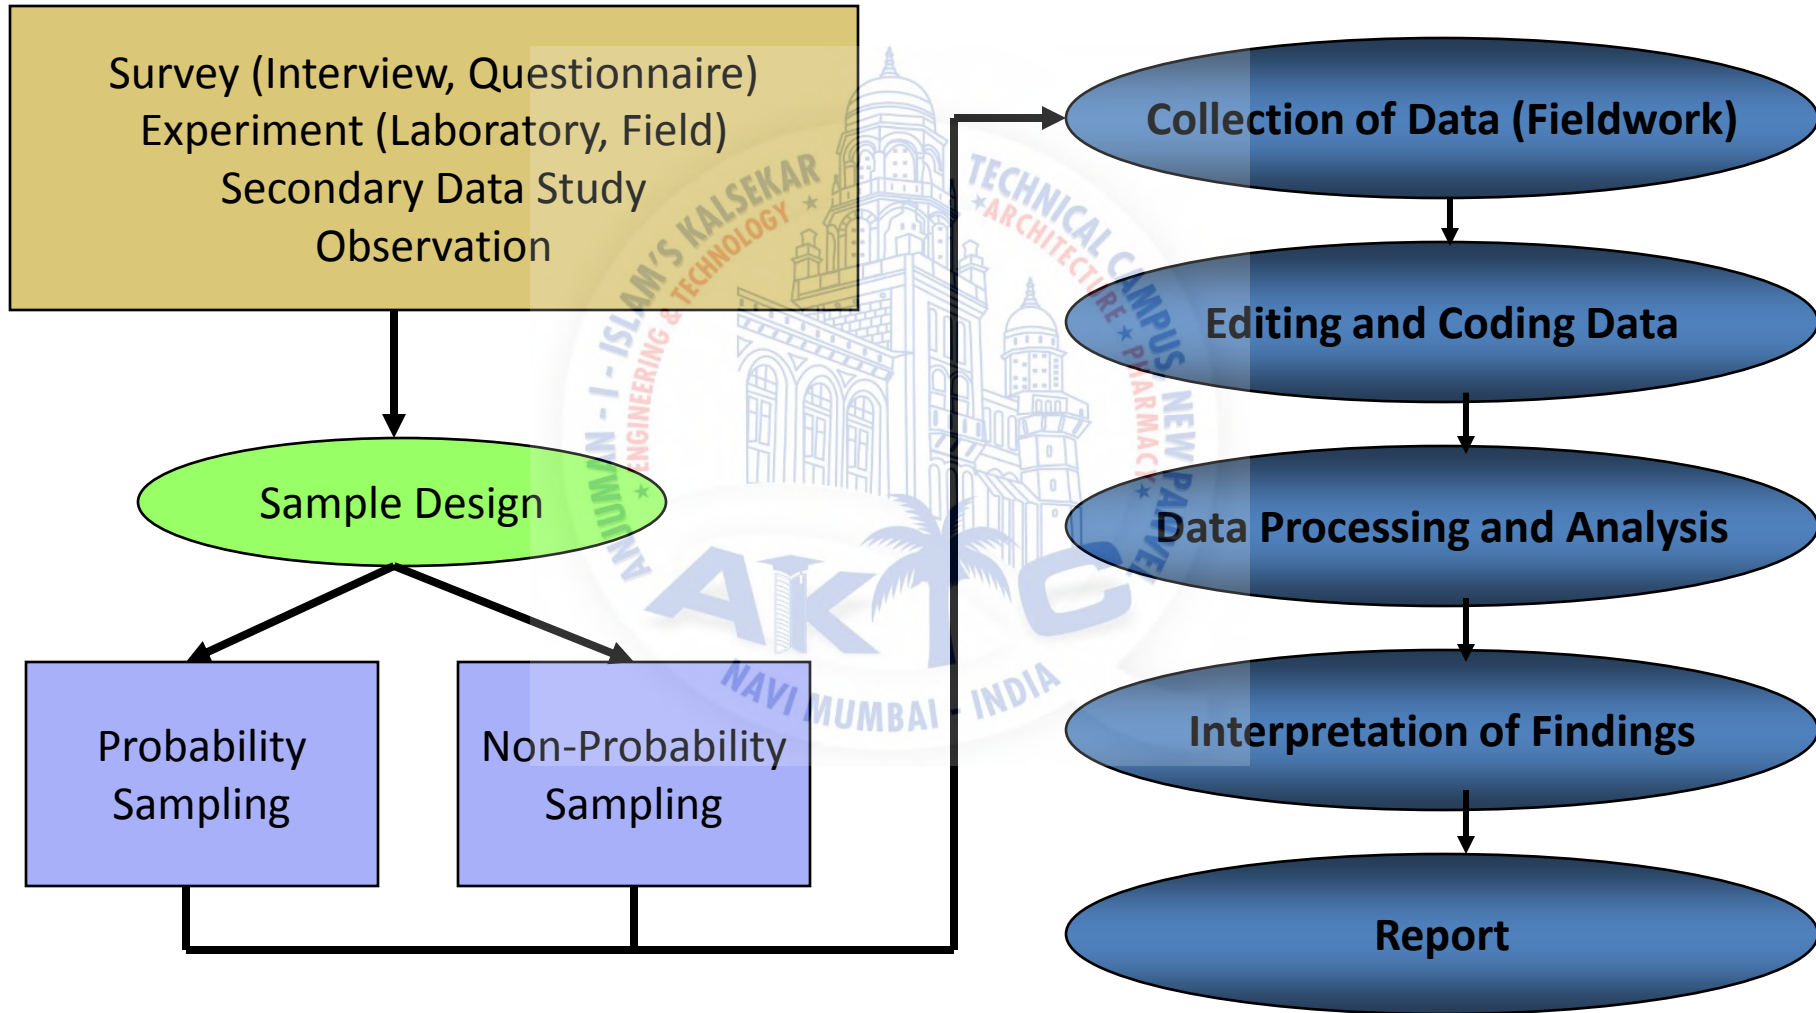 Survey (Interview, Questionnaire)
Experiment (Laboratory, Field)
Secondary Data Study
Observation
Sample Design
Probability
Sampling
Non-Probability
Sampling
Collection of Data (Fieldwork)
Editing and Coding Data
Data Processing and Analysis
Interpretation of Findings
Report
ANJUMAN - I - ISLAM'S KALSEKAR TECHNICAL CAMPUS, NEW PANVEL
★ ENGINEERING & TECHNOLOGY ★ ★ ARCHITECTURE ★ PHARMACY ★
AKTC
NAVI MUMBAI - INDIA